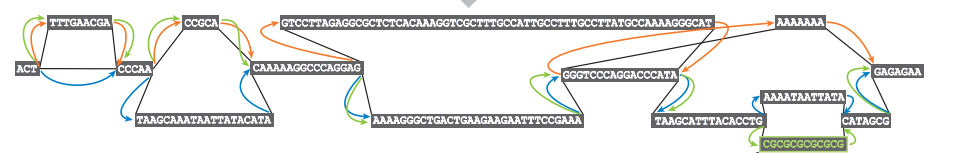 TTTGAACGA
CCGCA
GTCCTTAGAGGCGCTCTCACAAAGGTCGCTTTGCCATTGCCTTTGCCTTATGCCAAAAGGGCAT
AAAAAAA
ACT
CCCAA
CAAAAAGGCCCAGGAG
GGGTCCCAGGACCCATA
GAGAGAA
TAAGCAAATAATTATACATA
AAAAGGGCTGACTGAAGAAGAATTTCCGAAA
TAAGCATTTACACCTG
AAAATAATTATA
CATAGCG
CGCGCGCGCGCG